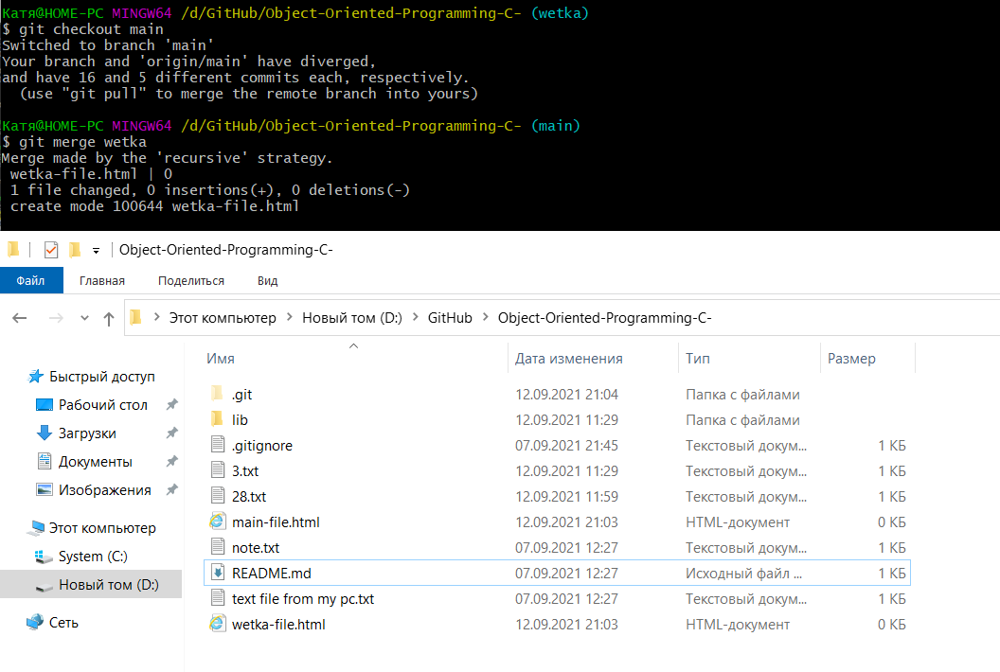 Катя@HOME-PC MINGW64 /d/GitHub/Object-Oriented-Programming-C- (wetka)
$ git checkout main
Switched to branch 'main'
Your branch and 'origin/main' have diverged,
and have 16 and 5 different commits each, respectively.
  (use "git pull" to merge the remote branch into yours)
Катя@HOME-PC MINGW64 /d/GitHub/Object-Oriented-Programming-C- (main)
$ git merge wetka
Merge made by the 'recursive' strategy.
 wetka-file.html | 0
 1 file changed, 0 insertions(+), 0 deletions(-)
 create mode 100644 wetka-file.html
Object-Oriented-Programming-C-
Файл Главная Поделиться Вид
Этот компьютер Новый том (D:) GitHub Object-Oriented-Programming-C-
Быстрый доступ
Рабочий стол
Загрузки
Документы
Изображения
Этот компьютер
System (C:)
Новый том (D:)
Сеть
Имя Дата изменения Тип Размер
.git 12.09.2021 21:04 Папка с файлами
lib 12.09.2021 11:29 Папка с файлами
.gitignore 07.09.2021 21:45 Текстовый докум... 1 КБ
3.txt 12.09.2021 11:29 Текстовый докум... 1 КБ
28.txt 12.09.2021 11:59 Текстовый докум... 1 КБ
main-file.html 12.09.2021 21:03 HTML-документ 0 КБ
note.txt 07.09.2021 12:27 Текстовый докум... 1 КБ
README.md 07.09.2021 12:27 Исходный файл ... 1 КБ
text file from my pc.txt 07.09.2021 12:27 Текстовый докум... 1 КБ
wetka-file.html 12.09.2021 21:03 HTML-документ 0 КБ